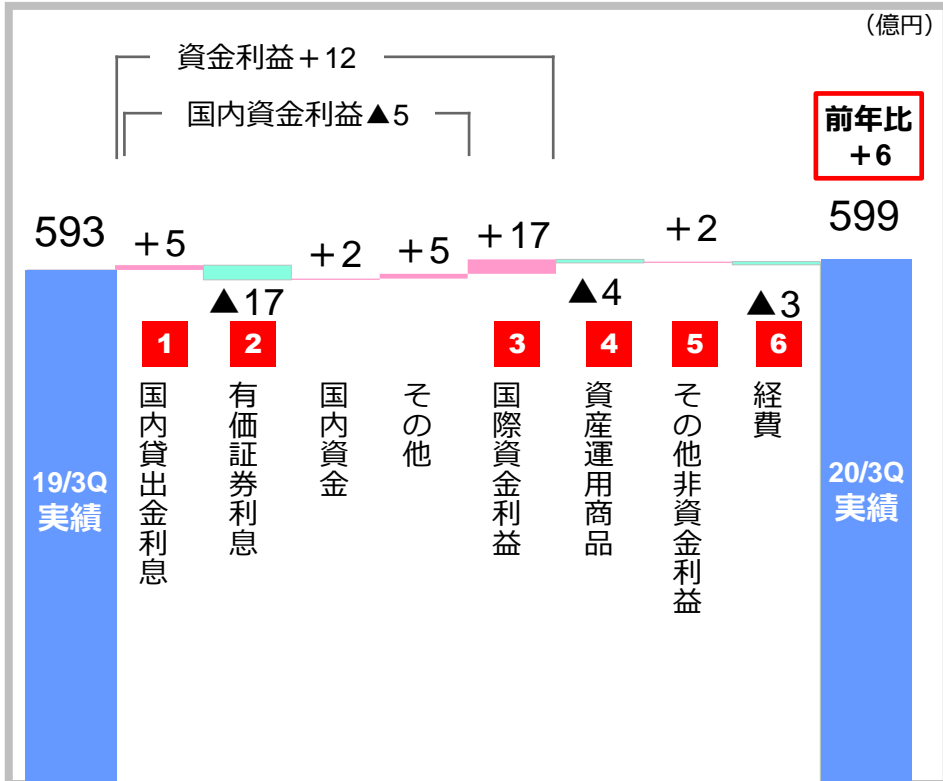 （億円）
資金利益＋12
国内資金利益▲5
前年比
＋6
593
＋5
▲17
＋2
＋5
＋17
▲4
＋2
▲3
599
1
2
3
4
5
6
国内貸出金利息
有価証券利息
国内資金
その他
国際資金利益
資産運用商品
その他非資金利益
経費
19/3Q
実績
20/3Q
実績